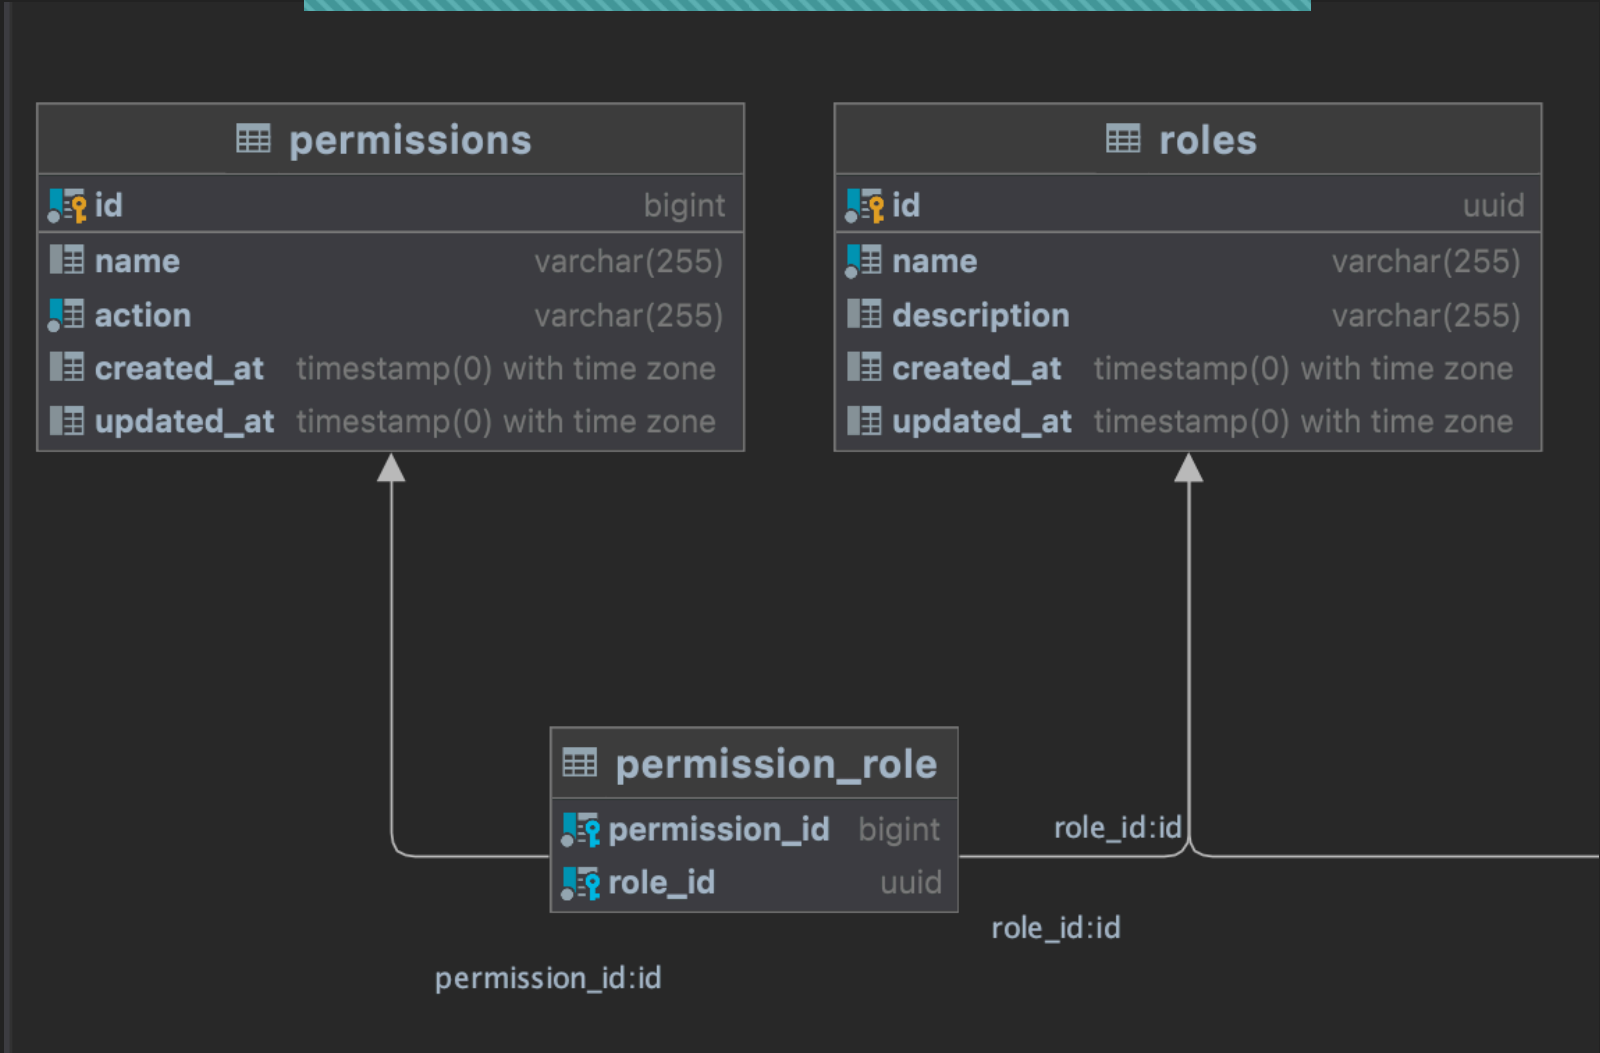 permissions
id bigint
name varchar(255)
action varchar(255)
created_at timestamp(0) with time zone
updated_at timestamp(0) with time zone
roles
id uuid
name varchar(255)
description varchar(255)
created_at timestamp(0) with time zone
updated_at timestamp(0) with time zone
permission_role
permission_id bigint
role_id uuid
role_id:id
role_id:id
permission_id:id